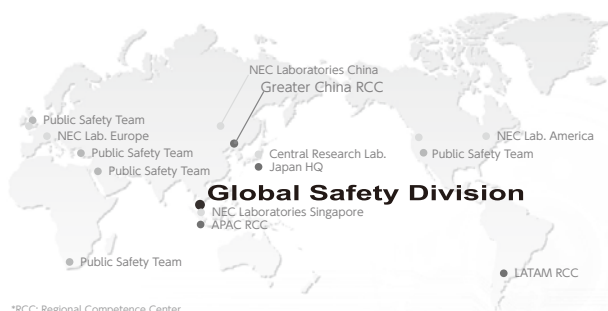 NEC Laboratories China
Greater China RCC
Public Safety Team
NEC Lab. Europe
Public Safety Team
Public Safety Team
Central Research Lab.
Japan HQ
NEC Lab. America
Public Safety Team
Global Safety Division
NEC Laboratories Singapore
APAC RCC
Public Safety Team
LATAM RCC
*RCC: Regional Competence Center